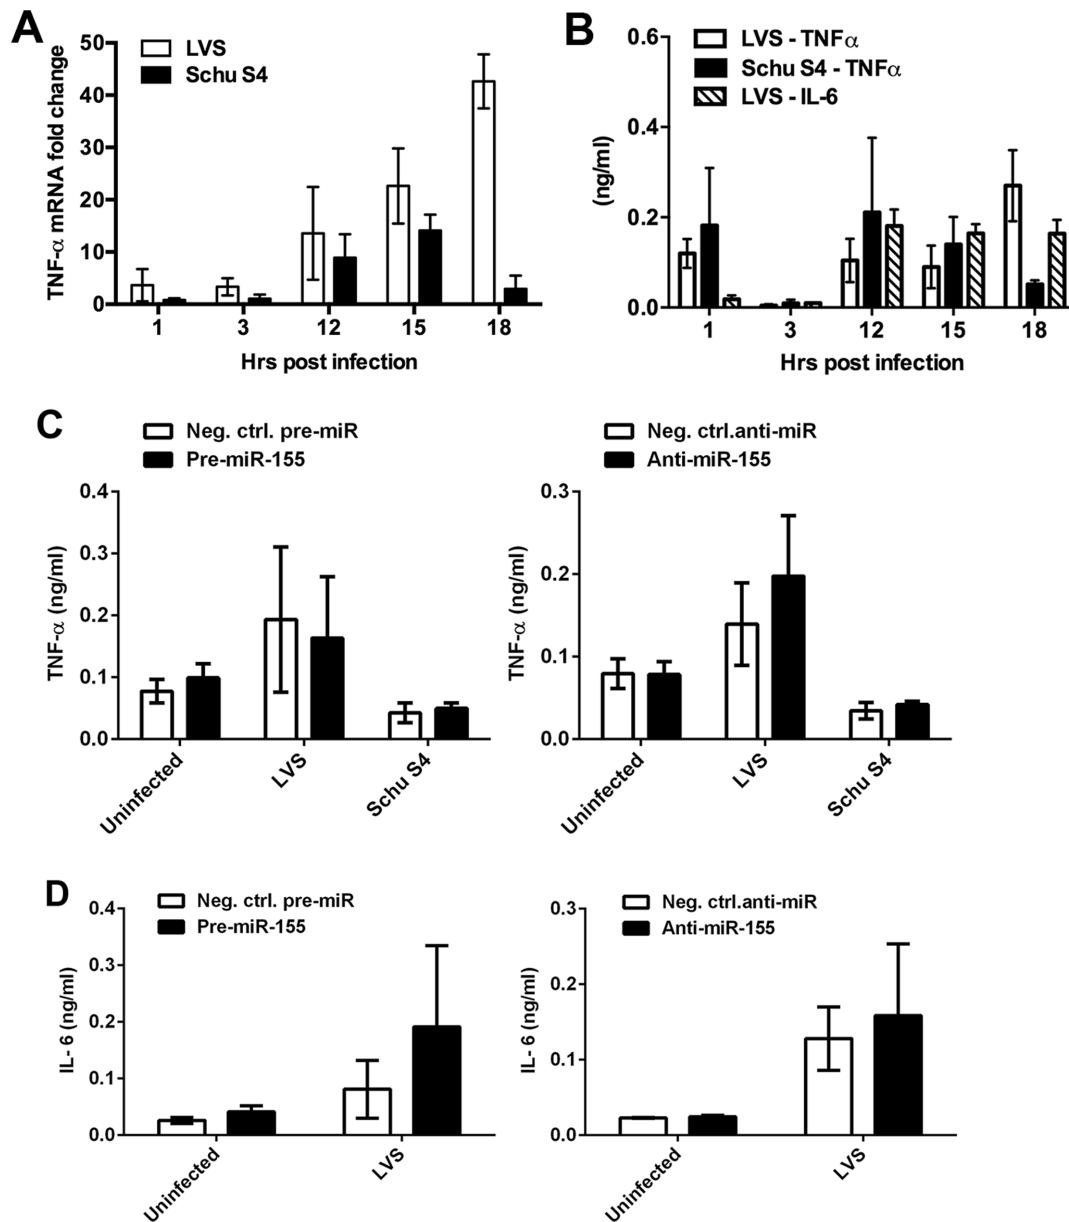 A
LVS
Schu S4
TNF-α mRNA fold change
50
40
30
20
10
0
1 3 12 15 18
Hrs post infection
B
LVS - TNFα
Schu S4 - TNFα
LVS - IL-6
(ng/ml)
0.6
0.4
0.2
0.0
1 3 12 15 18
Hrs post infection
C
Neg. ctrl. pre-miR
Pre-miR-155
TNF-α (ng/ml)
0.4
0.3
0.2
0.1
0.0
Uninfected
LVS
Schu S4
Neg. ctrl.anti-miR
Anti-miR-155
TNF-α (ng/ml)
0.3
0.2
0.1
0.0
Uninfected
LVS
Schu S4
D
Neg. ctrl. pre-miR
Pre-miR-155
IL- 6 (ng/ml)
0.4
0.3
0.2
0.1
0.0
Uninfected
LVS
Neg. ctrl.anti-miR
Anti-miR-155
IL- 6 (ng/ml)
0.3
0.2
0.1
0.0
Uninfected
LVS